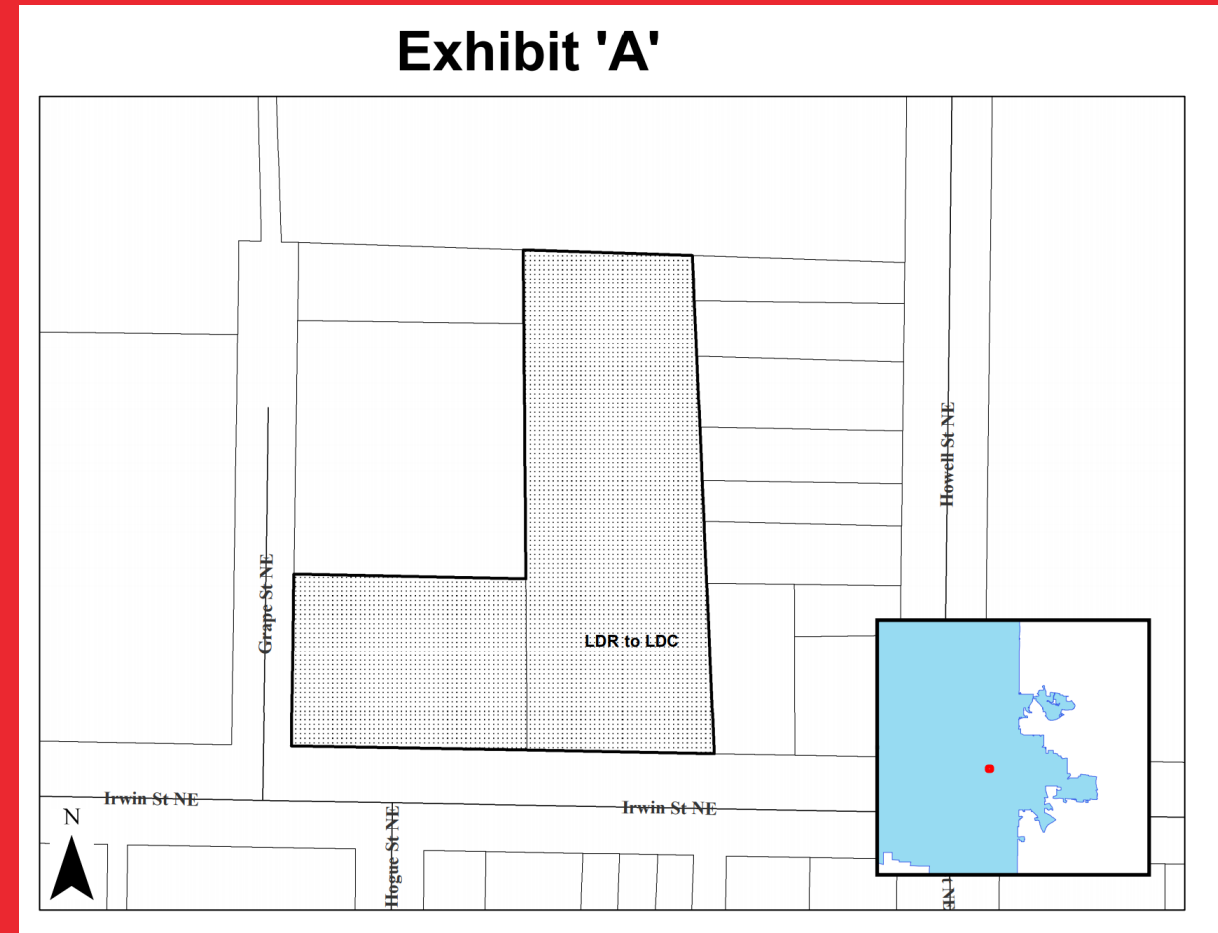 Exhibit 'A'
Howell St NE
Grape St NE
LDR to LDC
Irwin St NE
Irwin St NE
N
Hogue St NE